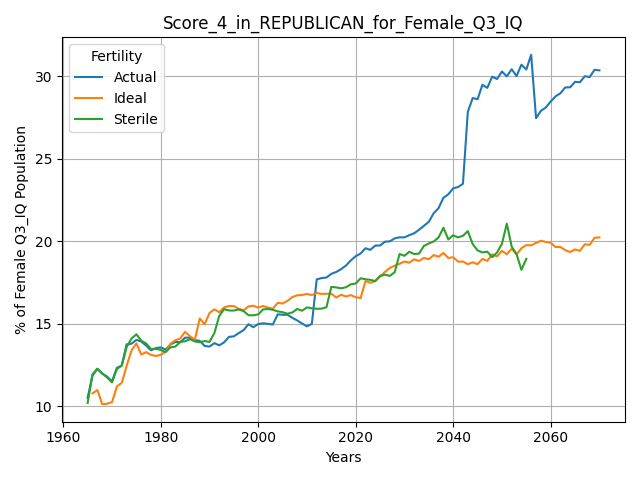 Score_4_in_REPUBLICAN_for_Female_Q3_IQ
Fertility
Actual
Ideal
Sterile
% of Female Q3_IQ Population
30
25
20
15
10
1960
1980
2000
2020
2040
2060
Years